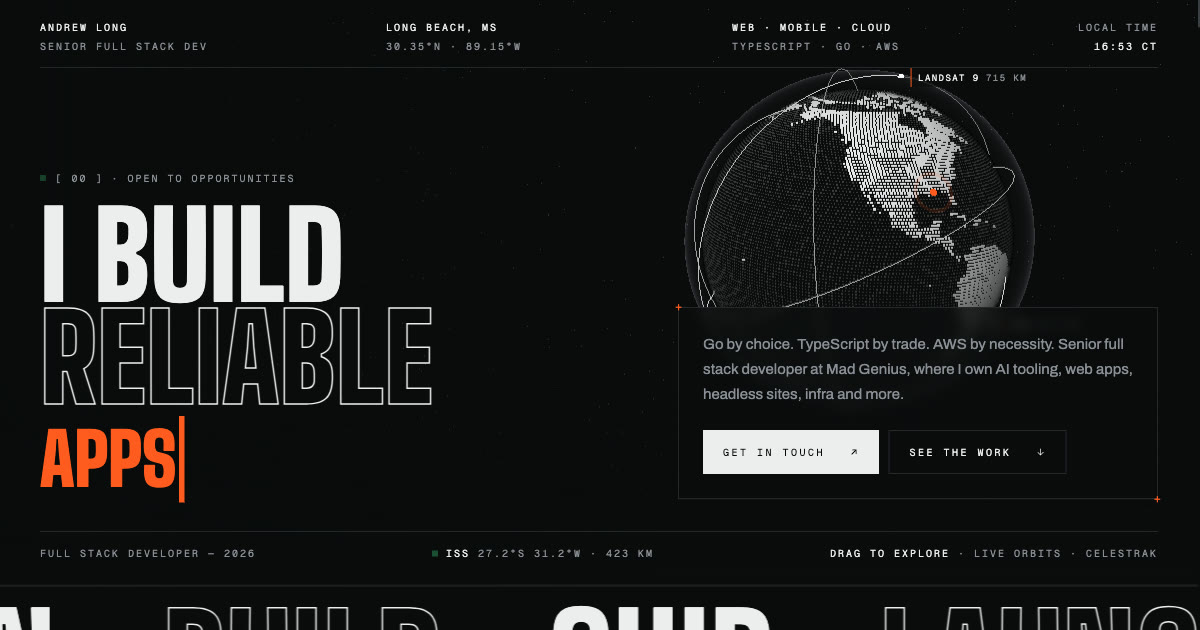 ANDREW LONG
SENIOR FULL STACK DEV
LONG BEACH, MS
30.35°N · 89.15°W
WEB · MOBILE · CLOUD
TYPESCRIPT · GO · AWS
LOCAL TIME
16:53 CT
LANDSAT 9 715 KM
[ 00 ] · OPEN TO OPPORTUNITIES
I BUILD
RELIABLE
APPS
Go by choice. TypeScript by trade. AWS by necessity. Senior full
stack developer at Mad Genius, where I own AI tooling, web apps,
headless sites, infra and more.
GET IN TOUCH ↗
SEE THE WORK ↓
FULL STACK DEVELOPER — 2026
ISS 27.2°S 31.2°W · 423 KM
DRAG TO EXPLORE · LIVE ORBITS · CELESTRAK
BUILD SHIP